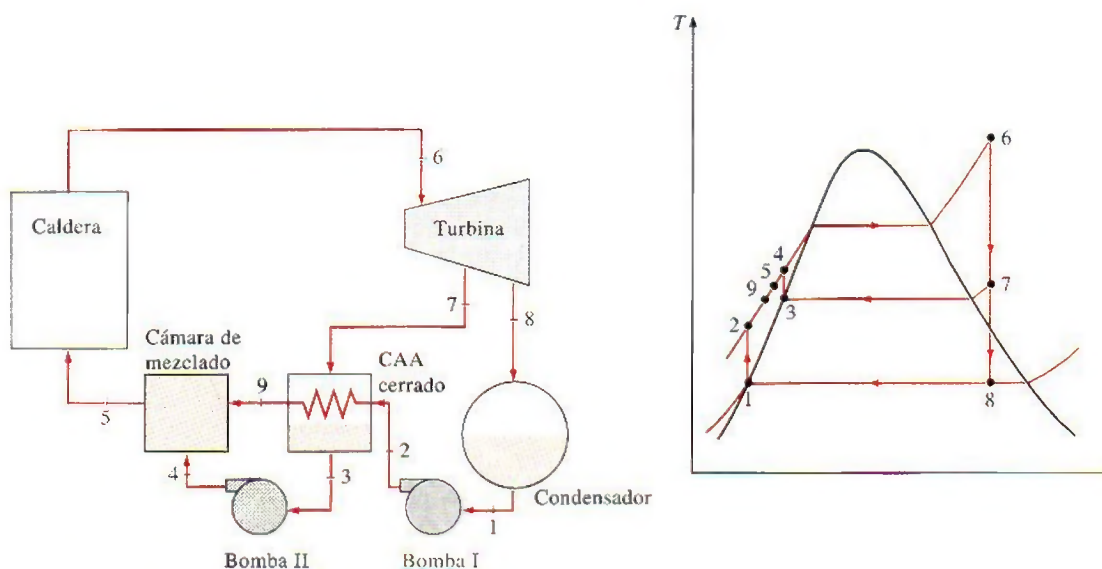 Caldera
6
Turbina
7
8
Cámara de
mezclado
CAA
cerrado
9
5
2
4
3
Condensador
1
Bomba II
Bomba I
T
6
4
5
9
7
3
2
1
8